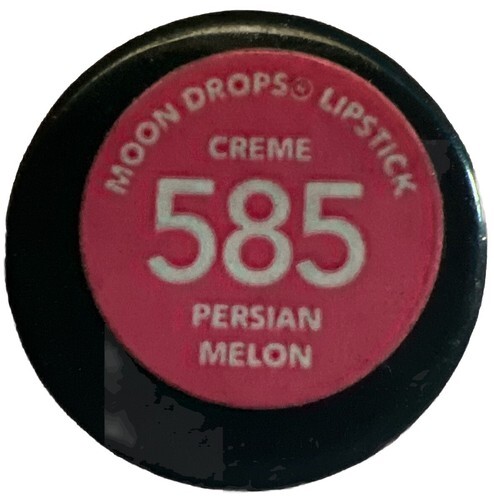 MOON DROPS® LIPSTICK
CREME
585
PERSIAN
MELON